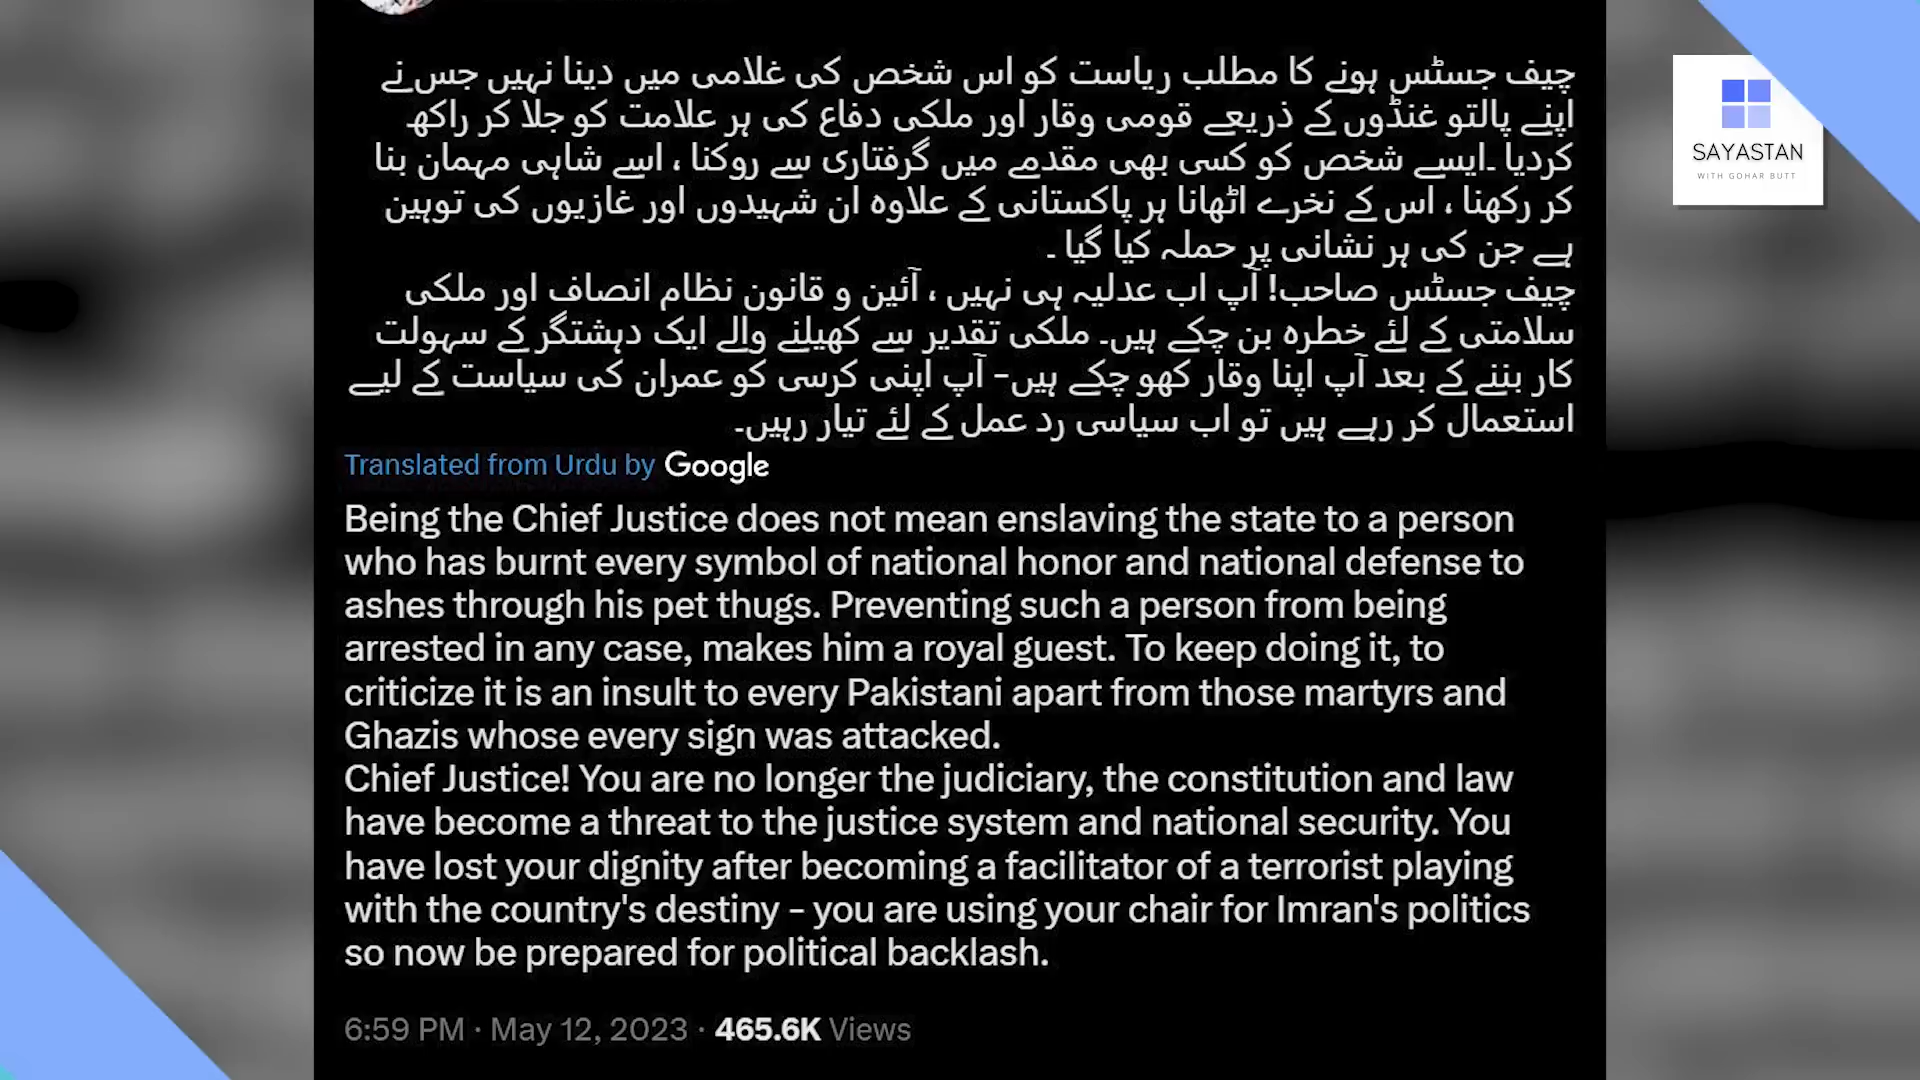 چیف جسٹس ہونے کا مطلب ریاست کو اس شخص کی غلامی میں دینا نہیں جس نے
اپنے پالتو غنڈوں کے ذریعے قومی وقار اور ملکی دفاع کی ہر علامت کو جلا کر راکھ
کردیا ۔ایسے شخص کو کسی بھی مقدمے میں گرفتاری سے روکنا ، اسے شاہی مہمان بنا
کر رکھنا ، اس کے نخرے اٹھانا ہر پاکستانی کے علاوہ ان شہیدوں اور غازیوں کی توہین
ہے جن کی ہر نشانی پر حملہ کیا گیا ۔
چیف جسٹس صاحب! آپ اب عدلیہ ہی نہیں ، آئین و قانون نظام انصاف اور ملکی
سلامتی کے لئے خطرہ بن چکے ہیں۔ ملکی تقدیر سے کھیلنے والے ایک دہشتگر کے سہولت
کار بننے کے بعد آپ اپنا وقار کھو چکے ہیں- آپ اپنی کرسی کو عمران کی سیاست کے لیے
استعمال کر رہے ہیں تو اب سیاسی رد عمل کے لئے تیار رہیں۔
Translated from Urdu by Google
Being the Chief Justice does not mean enslaving the state to a person
who has burnt every symbol of national honor and national defense to
ashes through his pet thugs. Preventing such a person from being
arrested in any case, makes him a royal guest. To keep doing it, to
criticize it is an insult to every Pakistani apart from those martyrs and
Ghazis whose every sign was attacked.
Chief Justice! You are no longer the judiciary, the constitution and law
have become a threat to the justice system and national security. You
have lost your dignity after becoming a facilitator of a terrorist playing
with the country's destiny – you are using your chair for Imran's politics
so now be prepared for political backlash.
6:59 PM · May 12, 2023 · 465.6K Views
SAYASTAN
WITH GOHAR BUTT